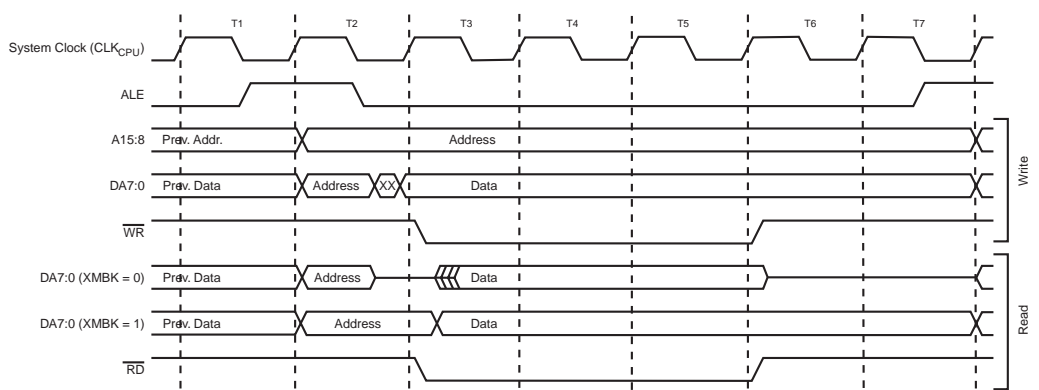 T1 T2 T3 T4 T5 T6 T7
System Clock (CLKCPU)
ALE
A15:8 Prev. Addr. Address
DA7:0 Prev. Data Address XX Data
WR
DA7:0 (XMBK = 0) Prev. Data Address Data
DA7:0 (XMBK = 1) Prev. Data Address Data
RD
Write
Read